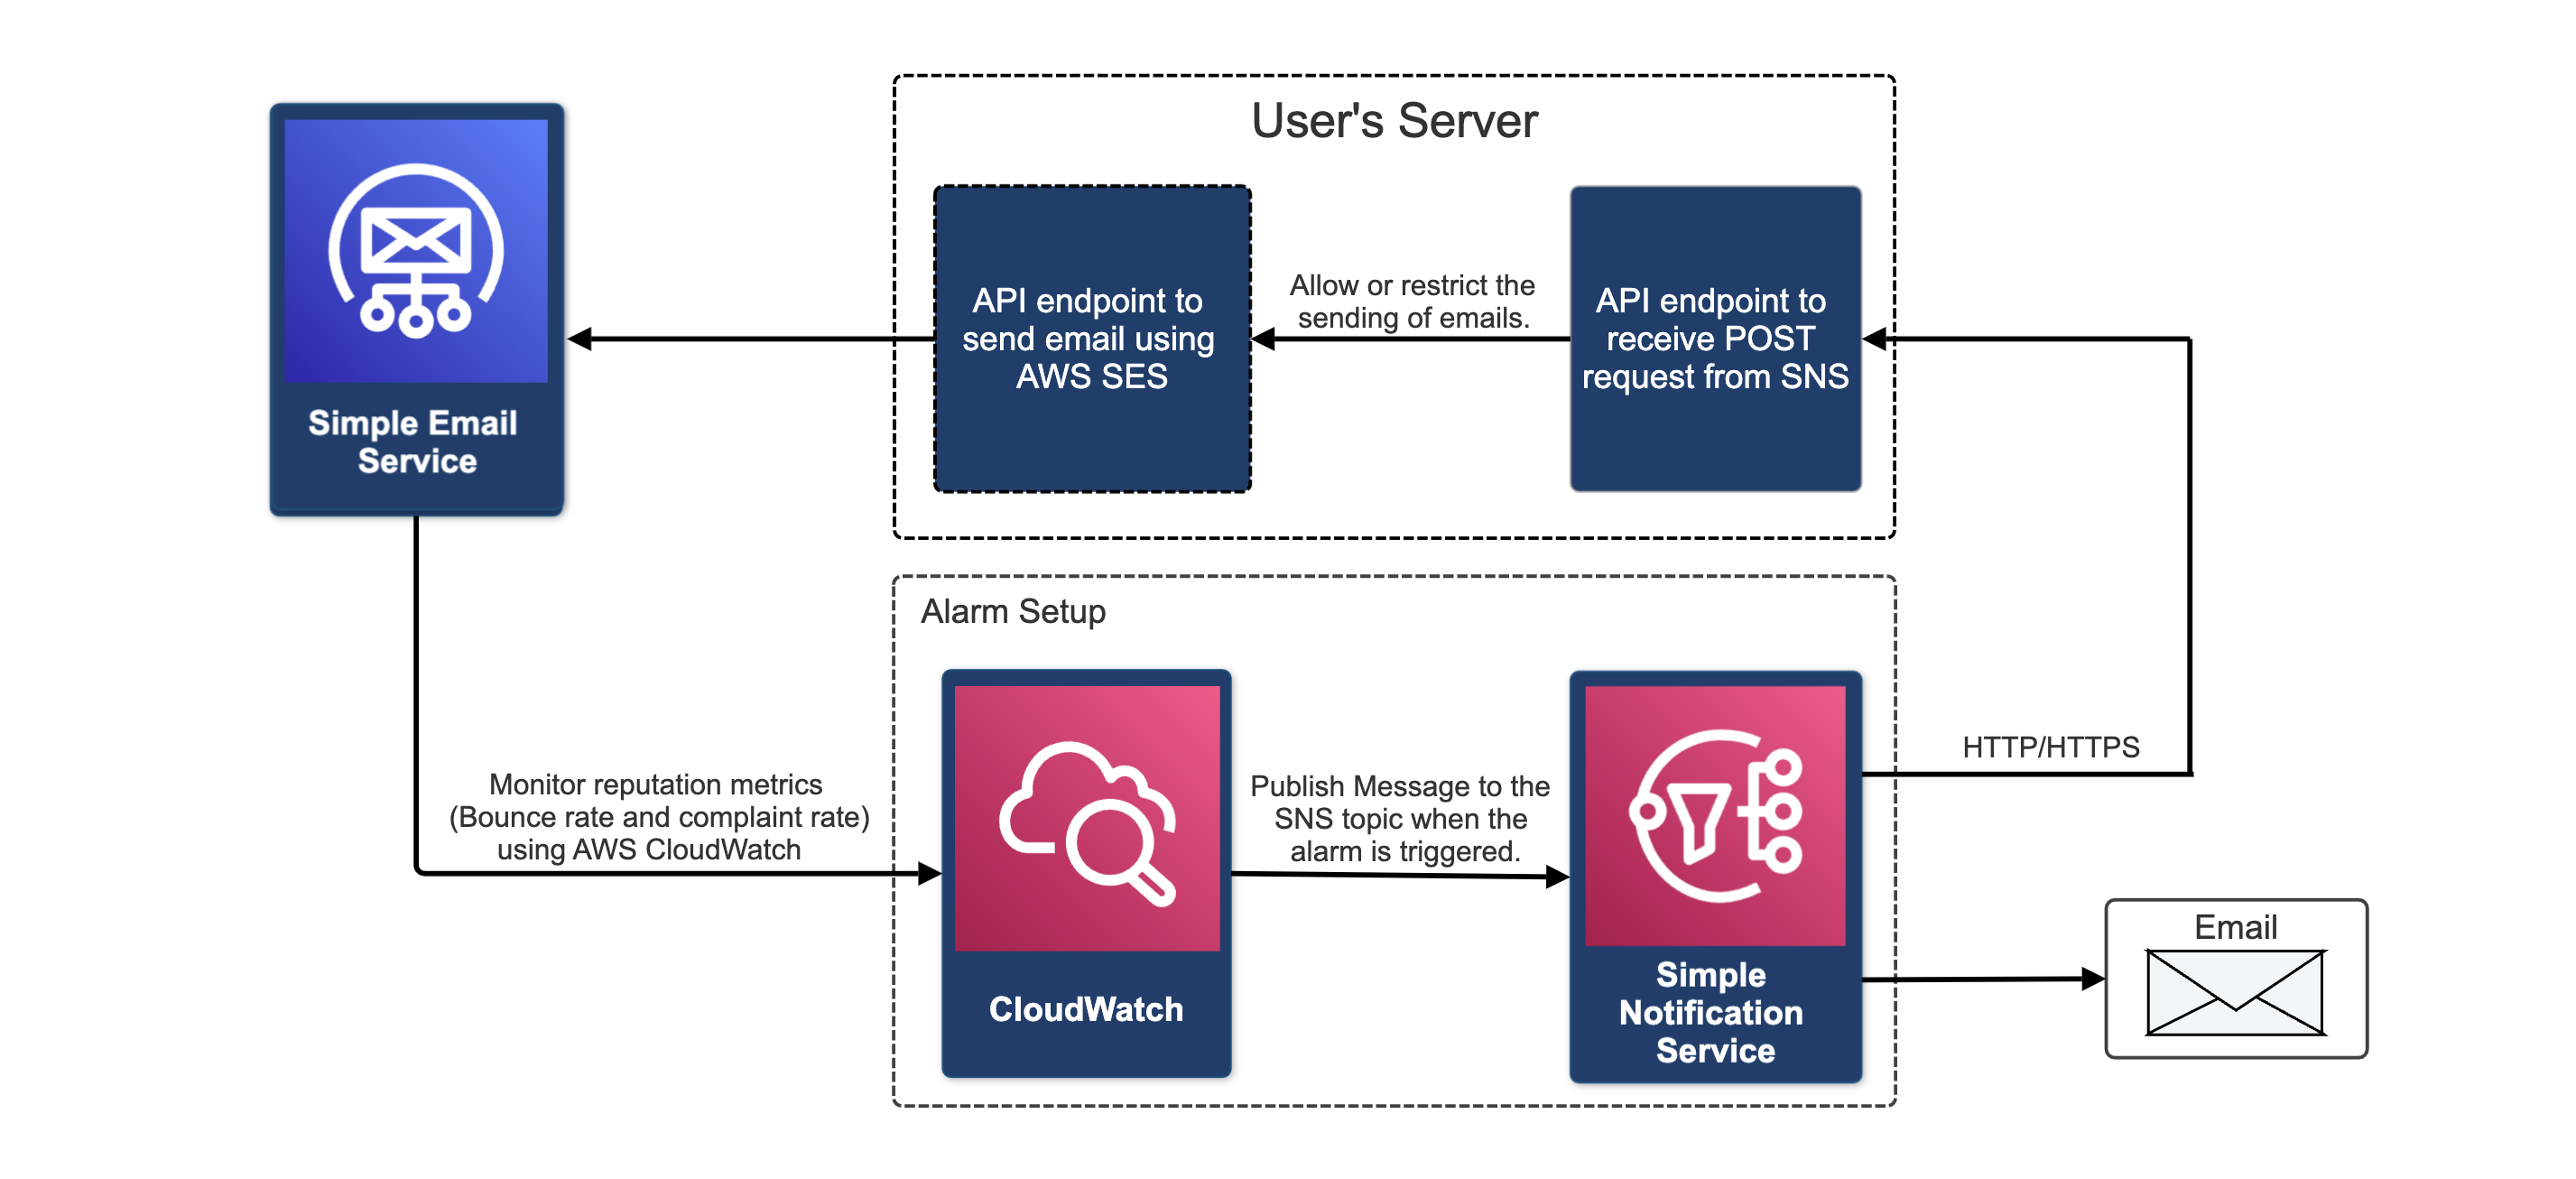 User's Server
Simple Email
Service
API endpoint to
send email using
AWS SES
Allow or restrict the
sending of emails.
API endpoint to
receive POST
request from SNS
Alarm Setup
Monitor reputation metrics
(Bounce rate and complaint rate)
using AWS CloudWatch
CloudWatch
Publish Message to the
SNS topic when the
alarm is triggered.
Simple
Notification
Service
HTTP/HTTPS
Email